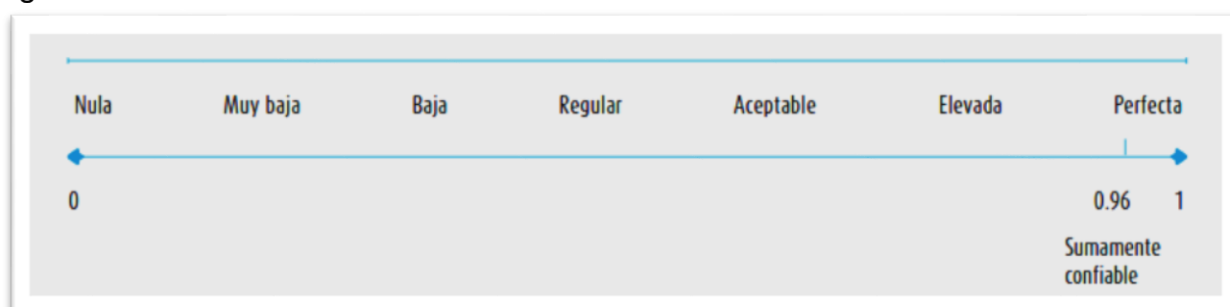 Nula Muy baja Baja Regular Aceptable Elevada Perfecta
0 0.96 1
Sumamente
confiable